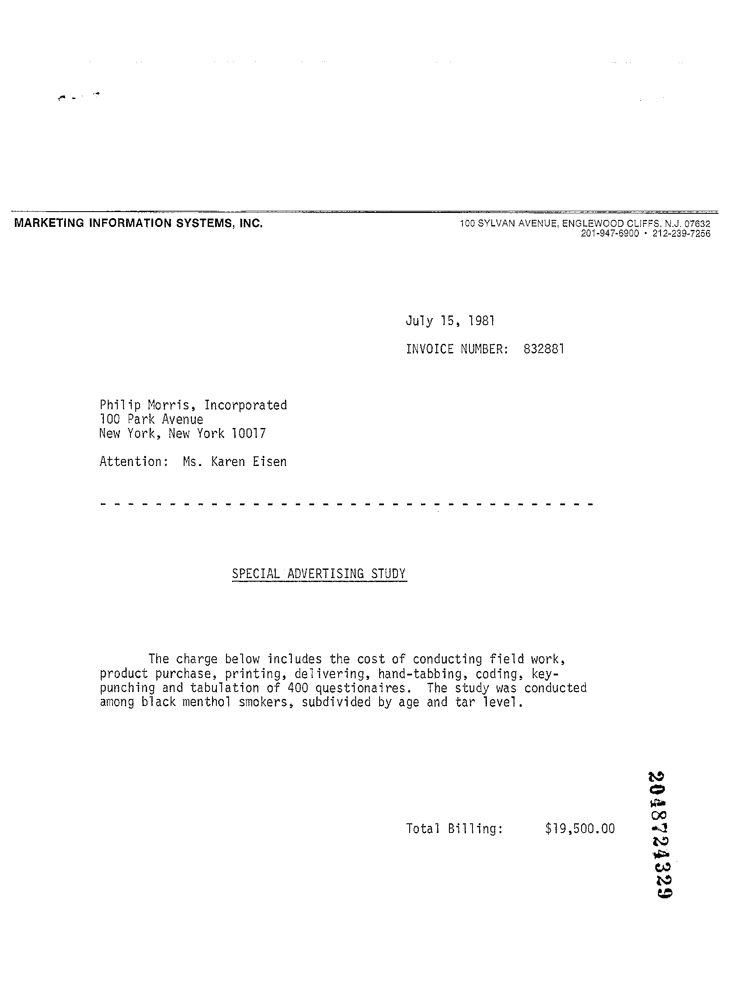 MARKETING INFORMATION SYSTEMS, INC.
100 SYLVAN AVENUE, ENGLEWOOD CLIFFS, N.J. 07632
201-947-6900 • 212-239-7256
July 15, 1981
INVOICE NUMBER: 832881
Philip Morris, Incorporated
100 Park Avenue
New York, New York 10017
Attention: Ms. Karen Eisen
- - - - - - - - - - - - - - - - - - - - - - - - - - - - - - - - - - - -
SPECIAL ADVERTISING STUDY
The charge below includes the cost of conducting field work,
product purchase, printing, delivering, hand-tabbing, coding, key-
punching and tabulation of 400 questionaires. The study was conducted
among black menthol smokers, subdivided by age and tar level.
Total Billing: $19,500.00
2048724329